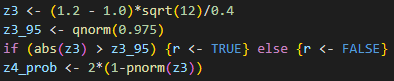 z3 <- (1.2 - 1.0)*sqrt(12)/0.4
z3_95 <- qnorm(0.975)
if (abs(z3) > z3_95) {r <- TRUE} else {r <- FALSE}
z4_prob <- 2*(1-pnorm(z3))